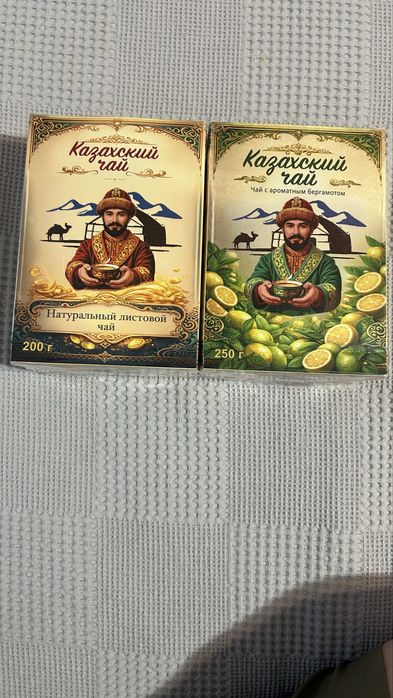 Казахский
чай
Натуральный листовой
чай
200 г
Казахский
чай
Чай с ароматным бергамотом
250 г